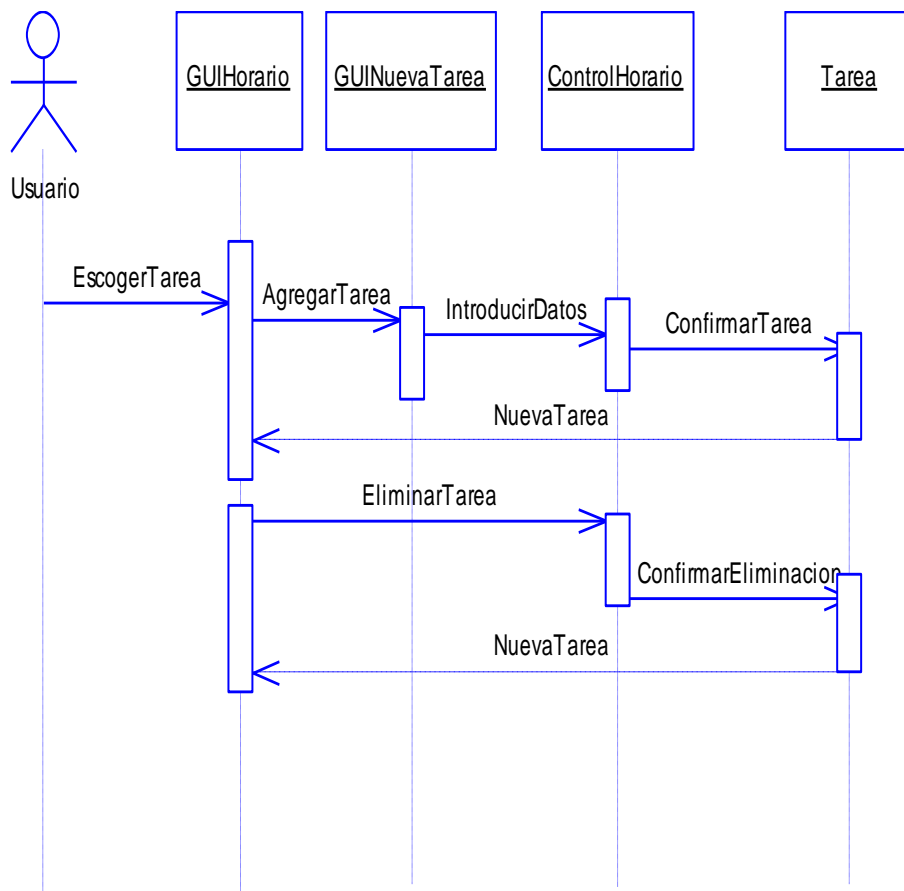 GUIHorario
GUINuevaTarea
ControlHorario
Tarea
Usuario
EscogerTarea
AgregarTarea
IntroducirDatos
ConfirmarTarea
NuevaTarea
EliminarTarea
ConfirmarEliminacion
NuevaTarea